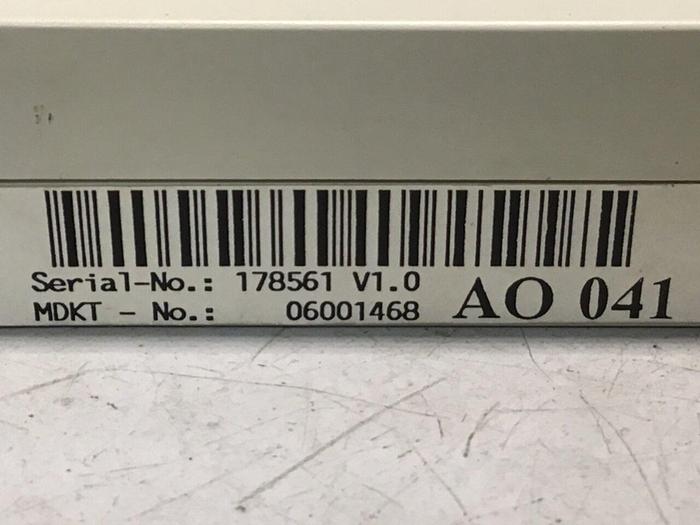 Serial-No.: 178561 V1.0
MDKT - No.: 06001468
AO 041